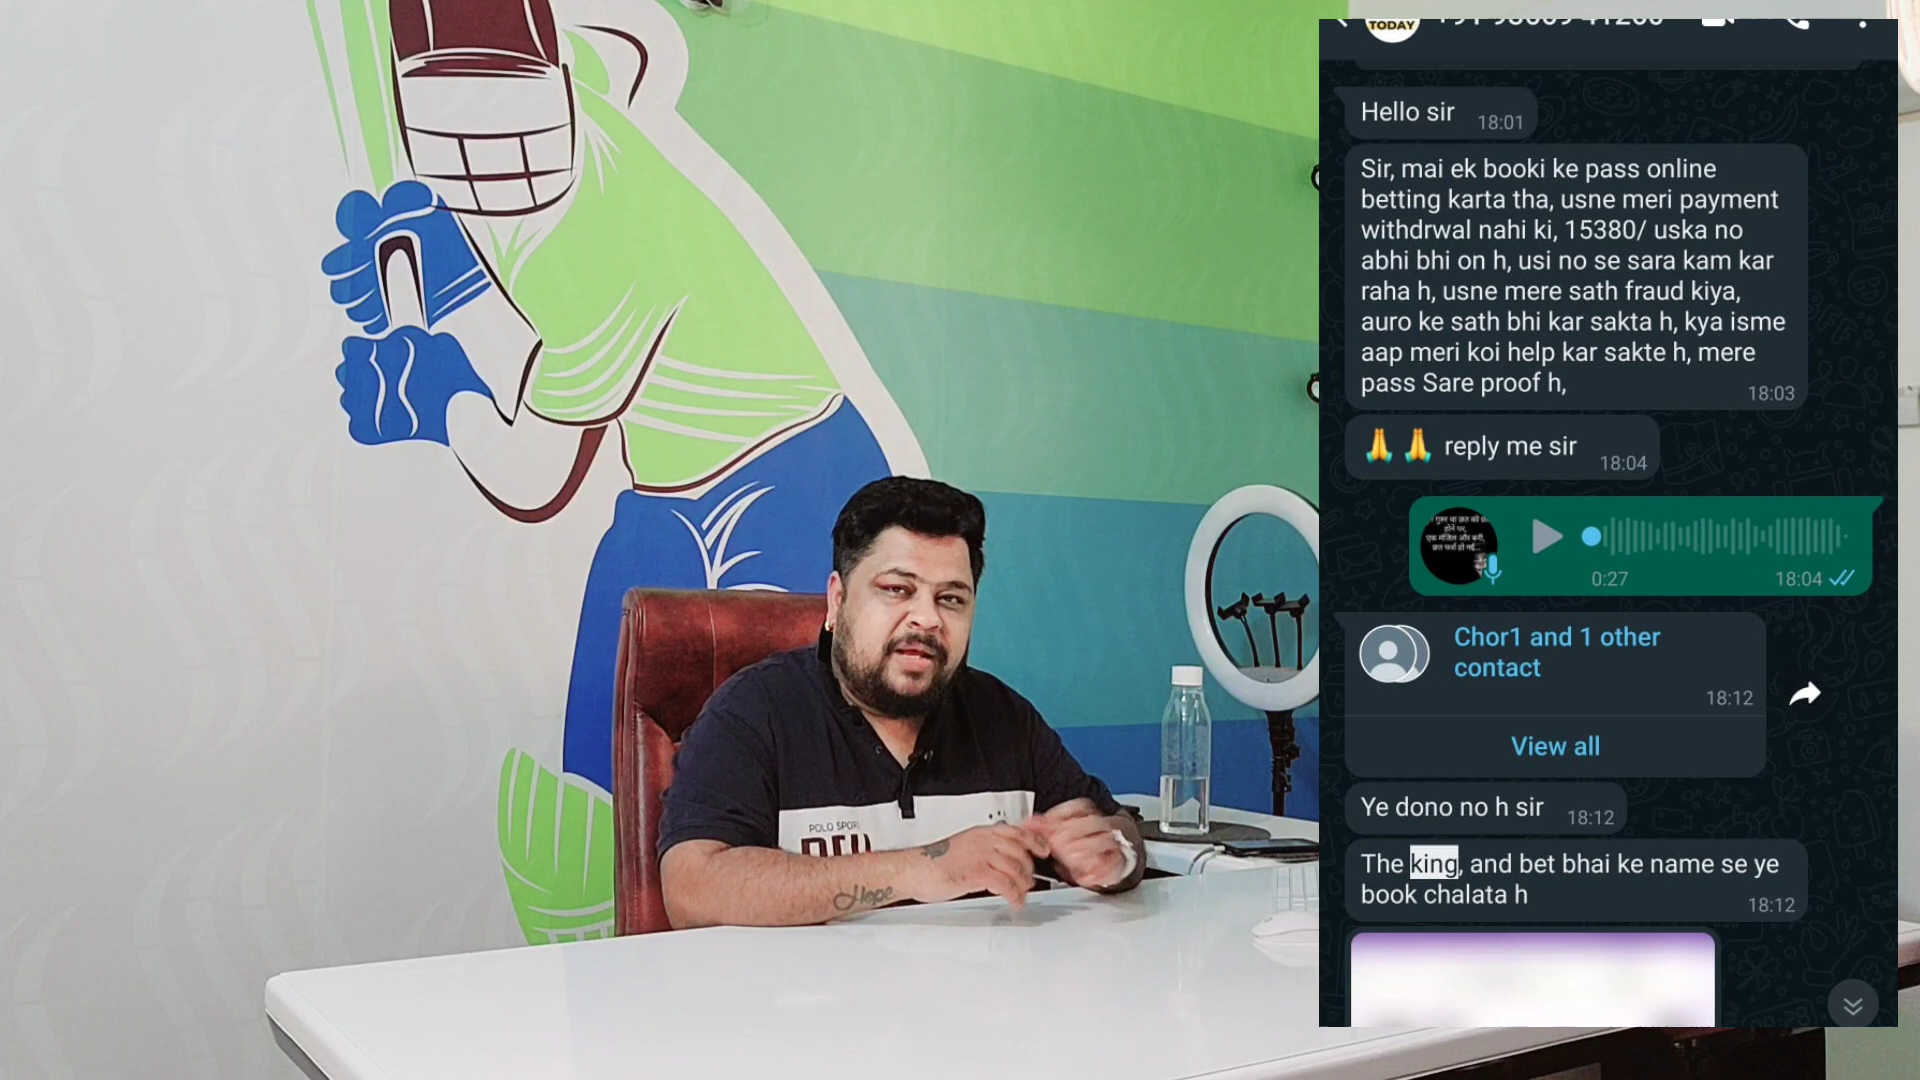 TODAY
Hello sir
18:01
Sir, mai ek booki ke pass online
betting karta tha, usne meri payment
withdrwal nahi ki, 15380/ uska no
abhi bhi on h, usi no se sara kam kar
raha h, usne mere sath fraud kiya,
auro ke sath bhi kar sakta h, kya isme
aap meri koi help kar sakte h, mere
pass Sare proof h,
18:03
🙏 🙏 reply me sir
18:04
0:27
18:04
Chor1 and 1 other
contact
18:12
View all
Ye dono no h sir
18:12
The king, and bet bhai ke name se ye
book chalata h
18:12
POLO SPORT
Hope